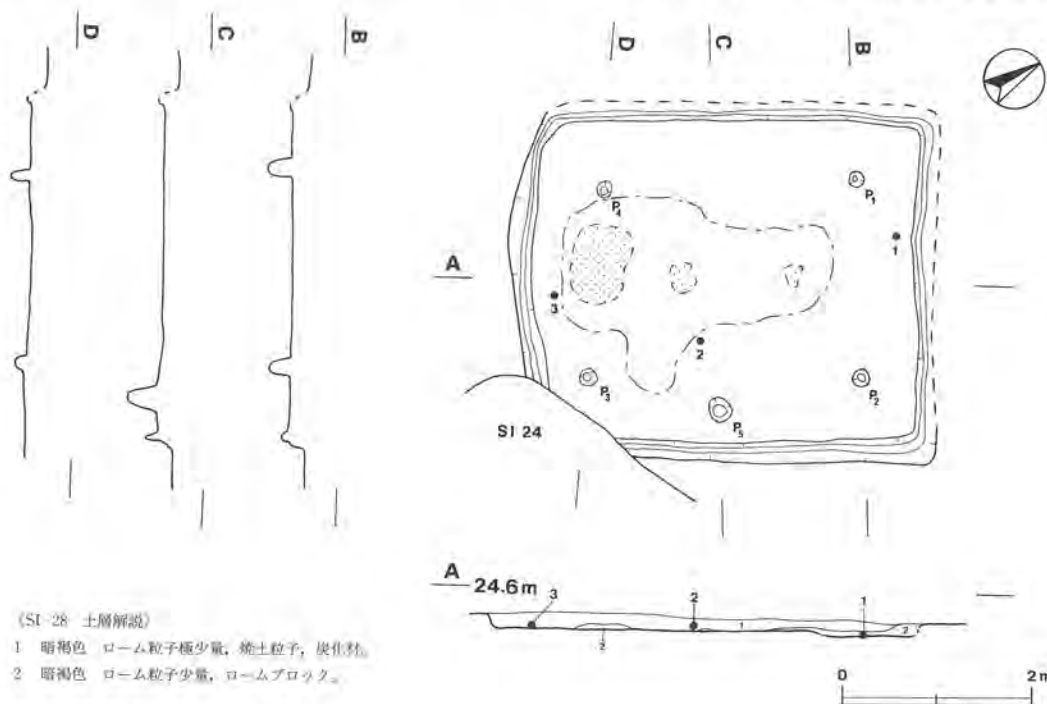 D C B
D C B
P₄
P₁
1
A
3
2
P₃
P₂
P₅
SI 24
A 24.6m
3 2 1
1 2
2
《SI-28 土層解説》
1 暗褐色 ローム粒子極少量，焼土粒子，炭化材。
2 暗褐色 ローム粒子少量，ロームブロック。
0 2m